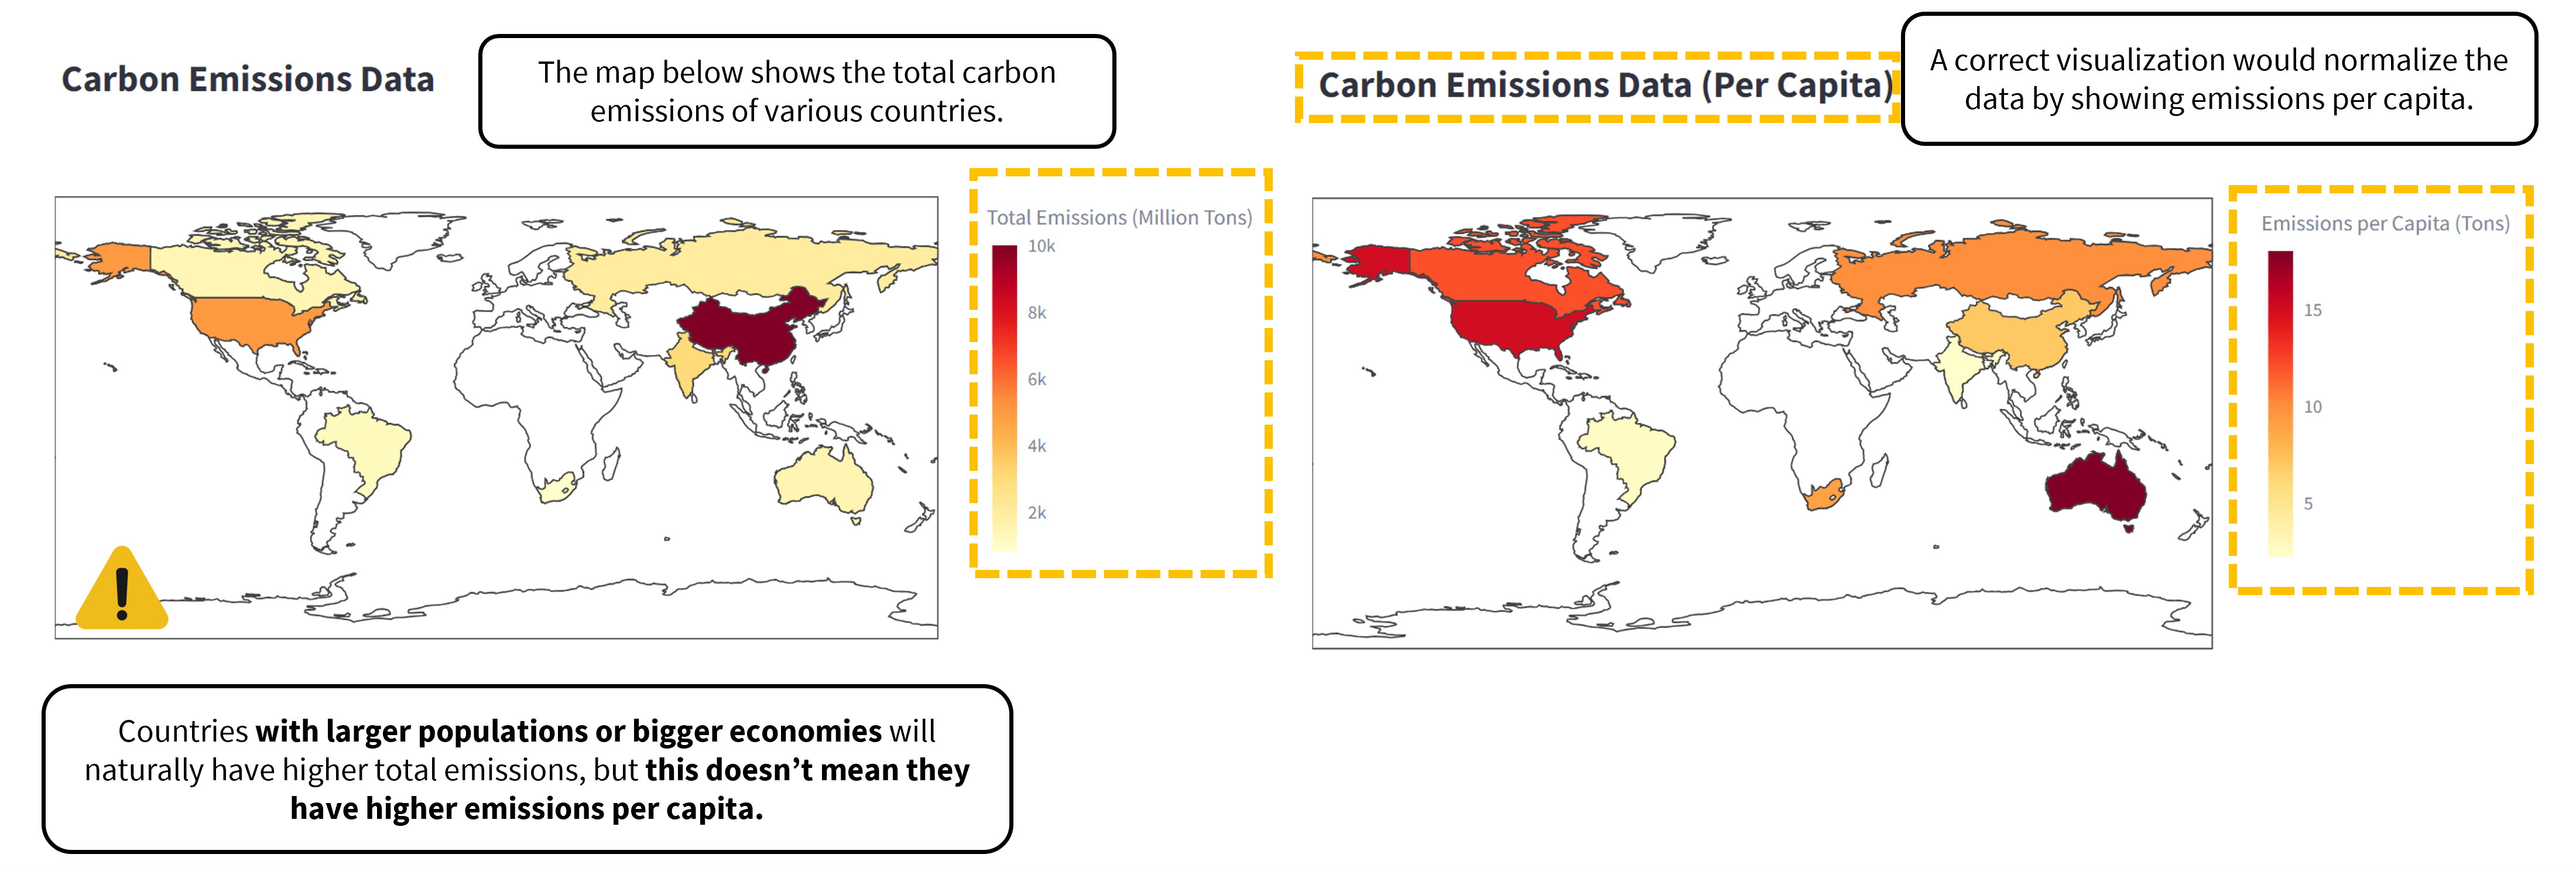 Carbon Emissions Data
The map below shows the total carbon
emissions of various countries.
Total Emissions (Million Tons)
10k
8k
6k
4k
2k
Countries with larger populations or bigger economies will
naturally have higher total emissions, but this doesn't mean they
have higher emissions per capita.
Carbon Emissions Data (Per Capita)
A correct visualization would normalize the
data by showing emissions per capita.
Emissions per Capita (Tons)
15
10
5